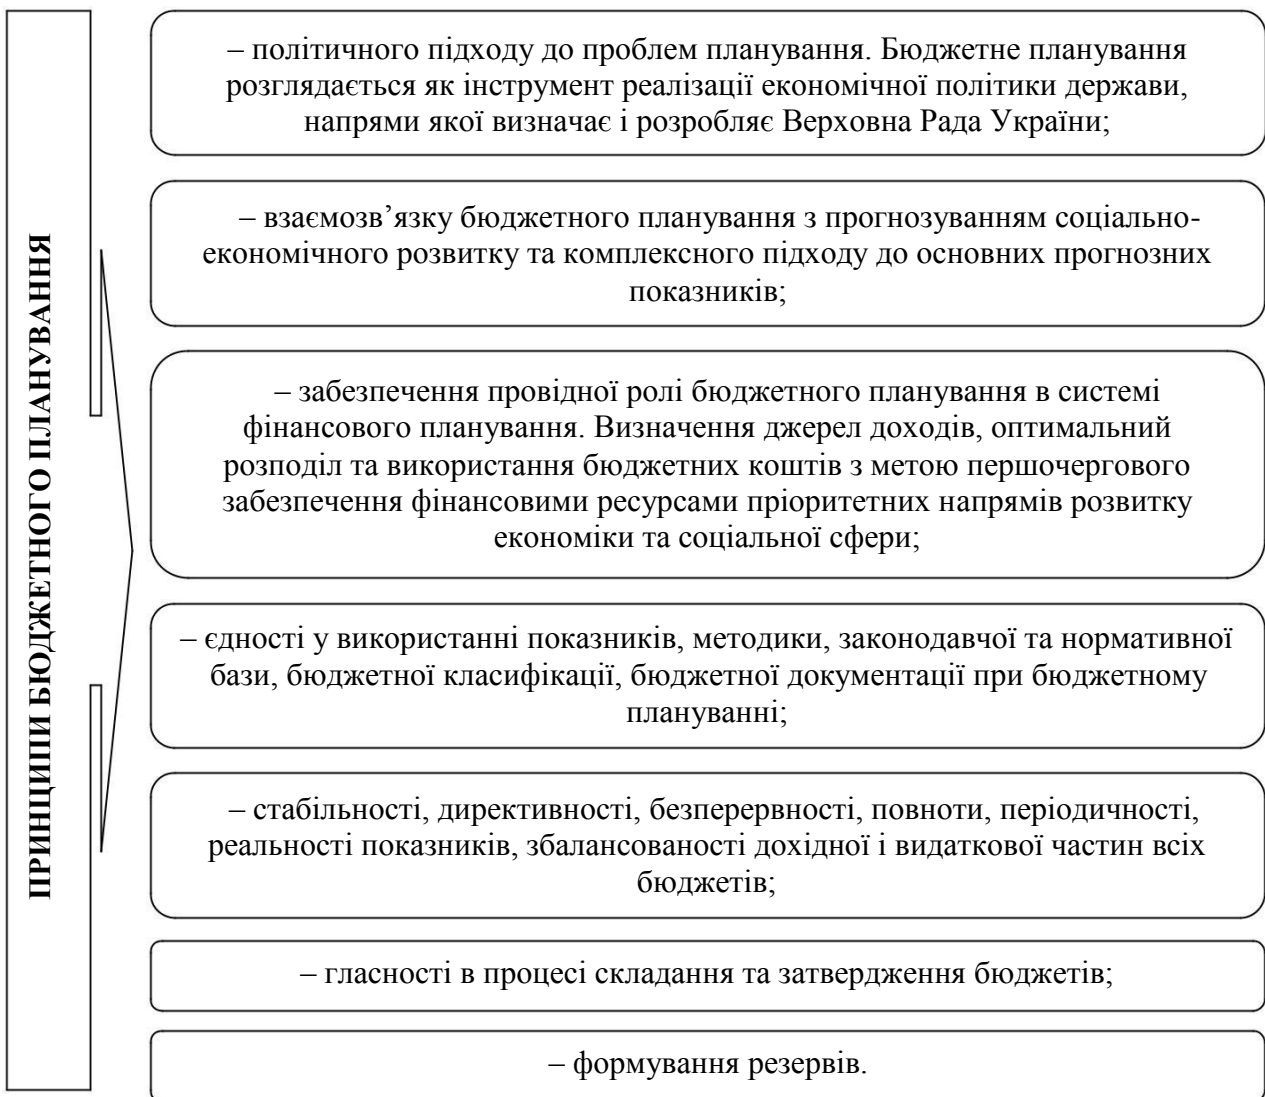 ПРИНЦИПИ БЮДЖЕТНОГО ПЛАНУВАННЯ
– політичного підходу до проблем планування. Бюджетне планування
розглядається як інструмент реалізації економічної політики держави,
напрями якої визначає і розробляє Верховна Рада України;
– взаємозв’язку бюджетного планування з прогнозуванням соціально-
економічного розвитку та комплексного підходу до основних прогнозних
показників;
– забезпечення провідної ролі бюджетного планування в системі
фінансового планування. Визначення джерел доходів, оптимальний
розподіл та використання бюджетних коштів з метою першочергового
забезпечення фінансовими ресурсами пріоритетних напрямів розвитку
економіки та соціальної сфери;
– єдності у використанні показників, методики, законодавчої та нормативної
бази, бюджетної класифікації, бюджетної документації при бюджетному
плануванні;
– стабільності, директивності, безперервності, повноти, періодичності,
реальності показників, збалансованості дохідної і видаткової частин всіх
бюджетів;
– гласності в процесі складання та затвердження бюджетів;
– формування резервів.